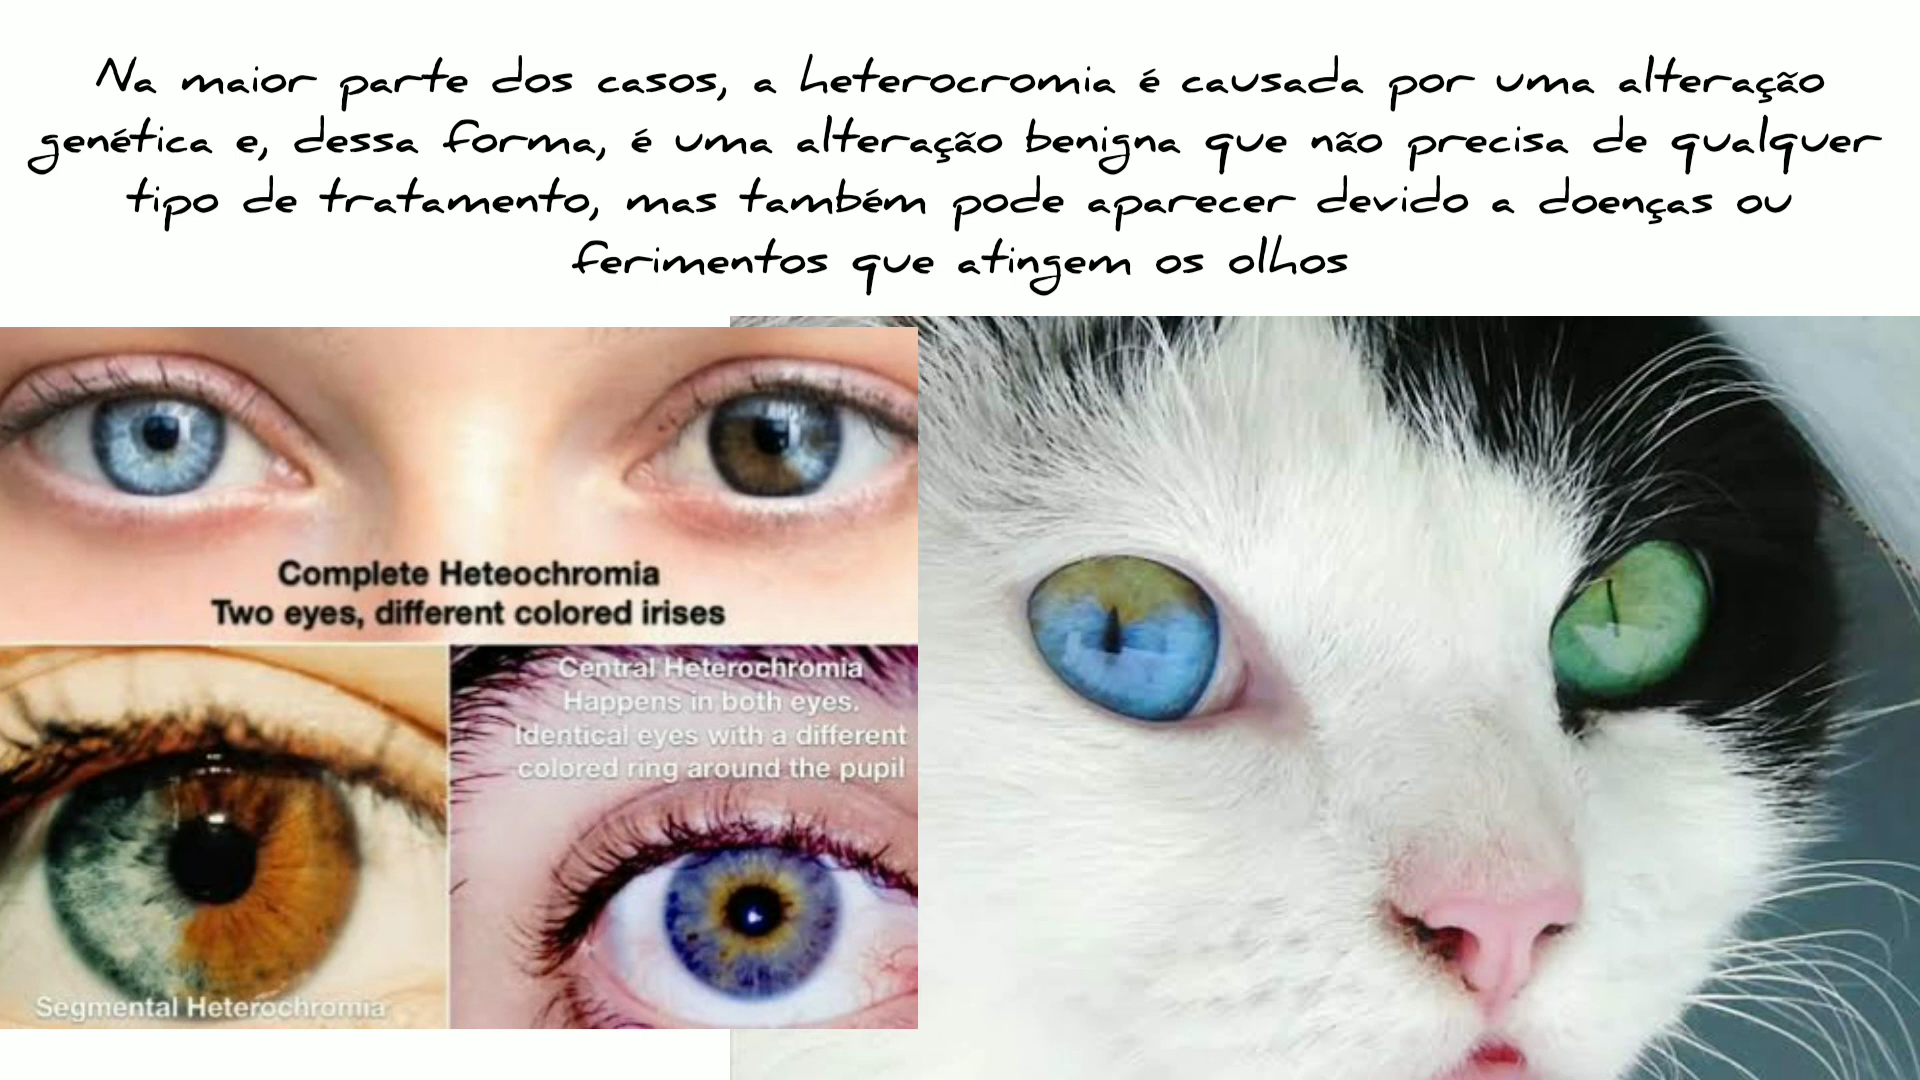 Na maior parte dos casos, a heterocromia é causada por uma alteração
genética e, dessa forma, é uma alteração benigna que não precisa de qualquer
tipo de tratamento, mas também pode aparecer devido a doenças ou
ferimentos que atingem os olhos
Complete Heteochromia
Two eyes, different colored irises
Central Heterochromia
Happens in both eyes.
Identical eyes with a different
colored ring around the pupil
Segmental Heterochromia